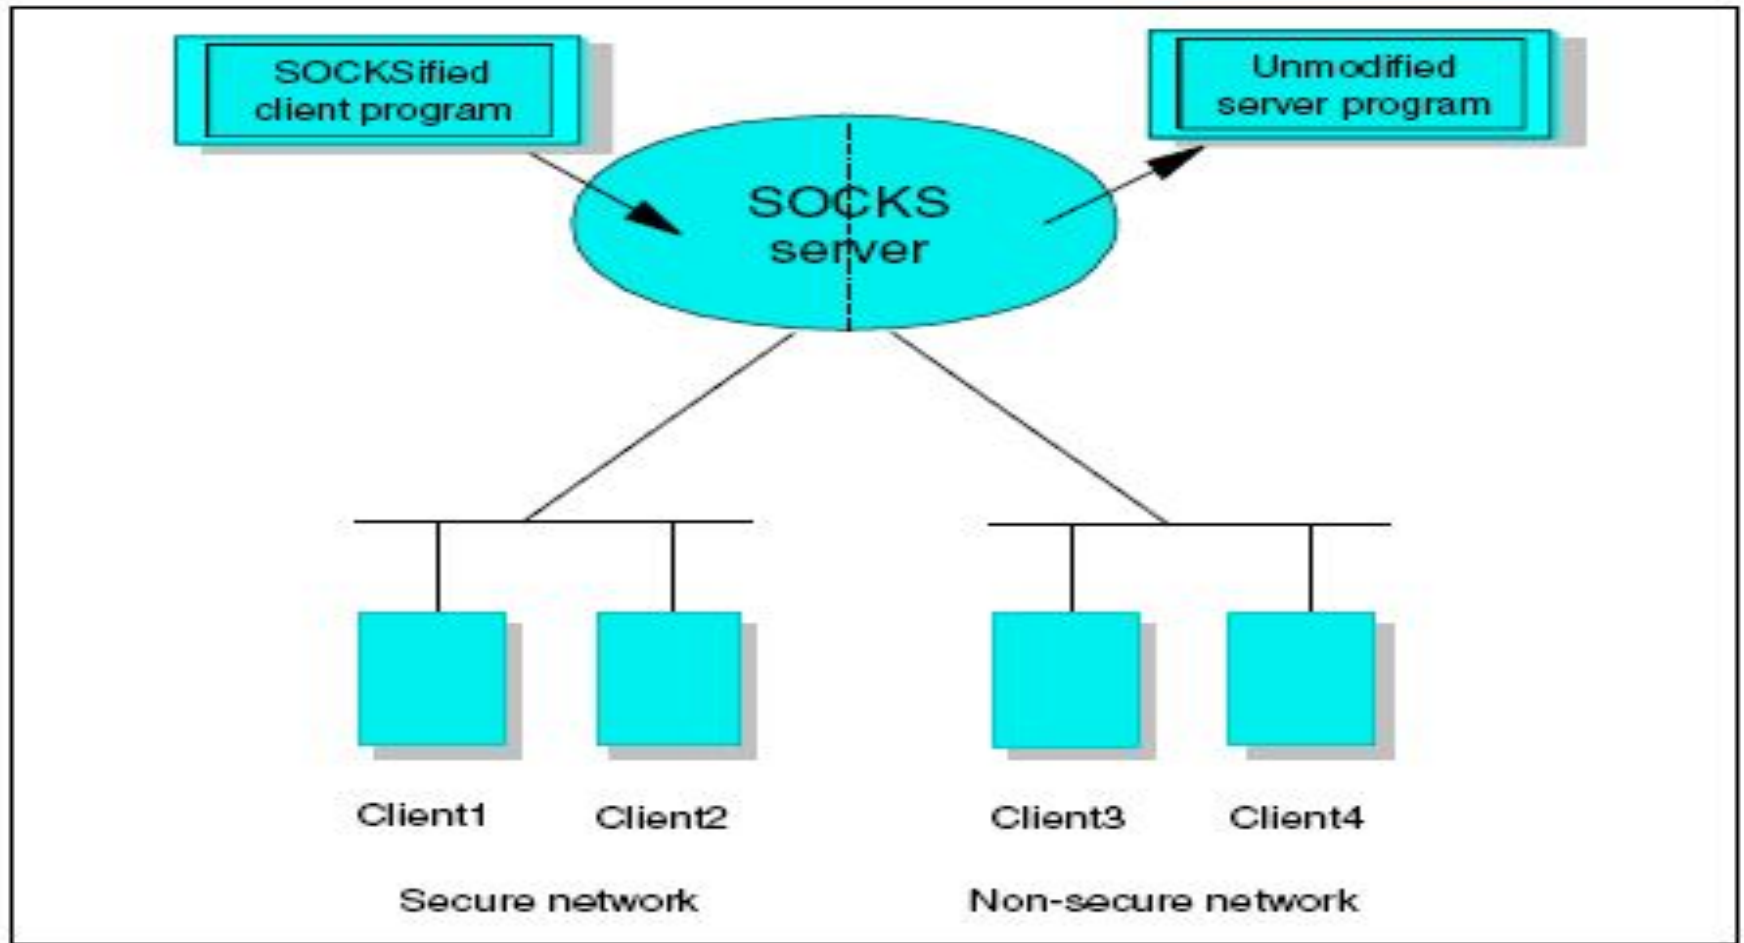 SOCKSified
client program
Unmodified
server program
SOCKS
server
Client1
Client2
Client3
Client4
Secure network
Non-secure network